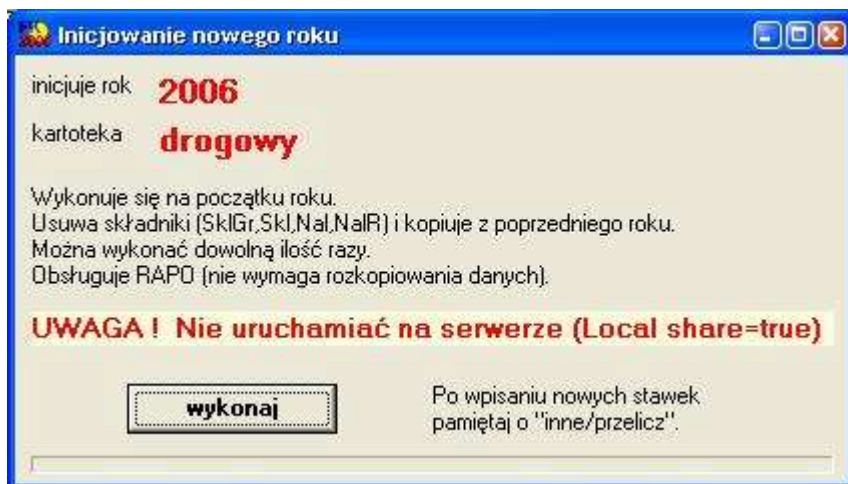 Inicjowanie nowego roku
inicjuje rok 2006
kartoteka drogowy
Wykonuje się na początku roku.
Usuwa składniki (SklGr,Skl,Nal,NalR) i kopiuje z poprzedniego roku.
Można wykonać dowolną ilość razy.
Obsługuje RAPO (nie wymaga rozkopiowania danych).
UWAGA ! Nie uruchamiać na serwerze (Local share=true)
wykonaj
Po wpisaniu nowych stawek
pamiętaj o "inne/przelicz".